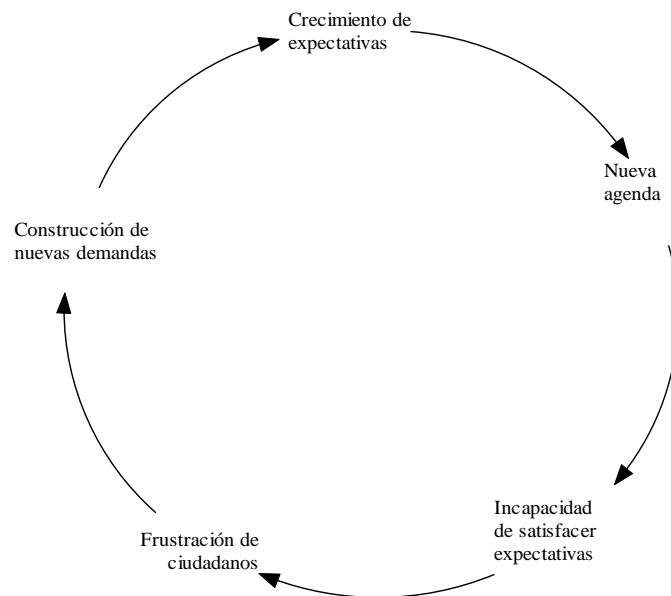 Crecimiento de
expectativas
Nueva
agenda
Incapacidad
de satisfacer
expectativas
Frustración de
ciudadanos
Construcción de
nuevas demandas